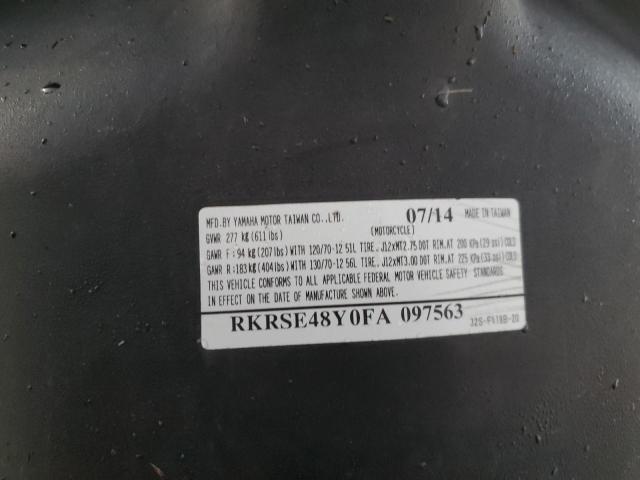 MFD.BY YAMAHA MOTOR TAIWAN CO.,LTD. 07/14 MADE IN TAIWAN
GVWR 277 kg (611 lbs) (MOTORCYCLE)
GAWR F: 94 kg (207 lbs) WITH 120/70-12 51L TIRE, J12xMT2.75 DOT RIM, AT 200 KPa (29 psi) COLD
GAWR R: 183 kg (404 lbs) WITH 130/70-12 56L TIRE, J12xMT3.00 DOT RIM, AT 225 KPa (33 psi) COLD
THIS VEHICLE CONFORMS TO ALL APPLICABLE FEDERAL MOTOR VEHICLE SAFETY STANDARDS
IN EFFECT ON THE DATE OF MANUFACTURE SHOWN ABOVE.
RKRSE48Y0FA 097563